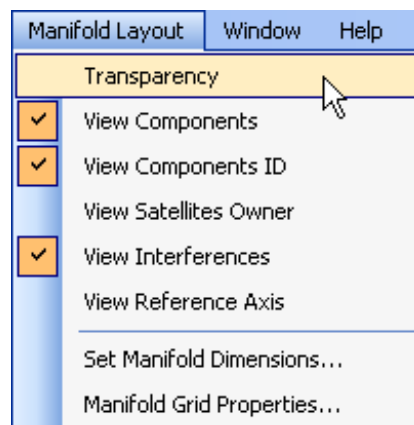 Manifold Layout Window Help
Transparency
View Components
View Components ID
View Satellites Owner
View Interferences
View Reference Axis
Set Manifold Dimensions...
Manifold Grid Properties...